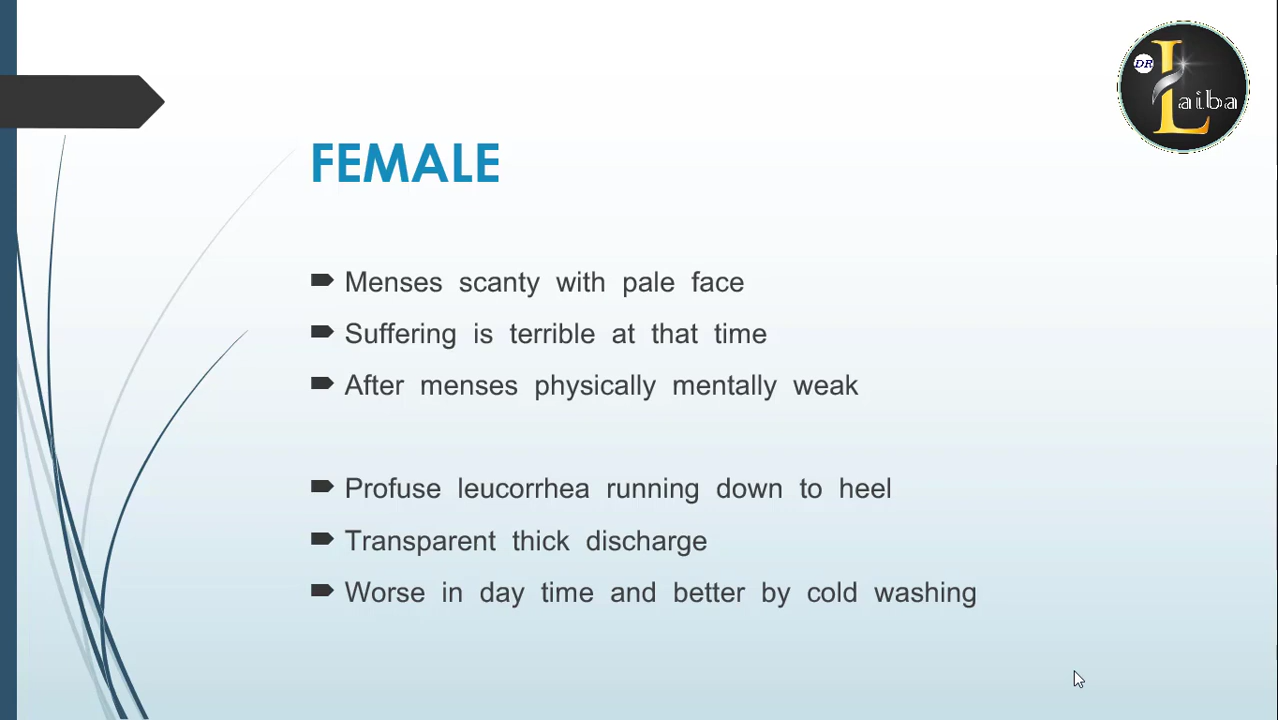 DR
Laiba
FEMALE
Menses scanty with pale face
Suffering is terrible at that time
After menses physically mentally weak
Profuse leucorrhea running down to heel
Transparent thick discharge
Worse in day time and better by cold washing